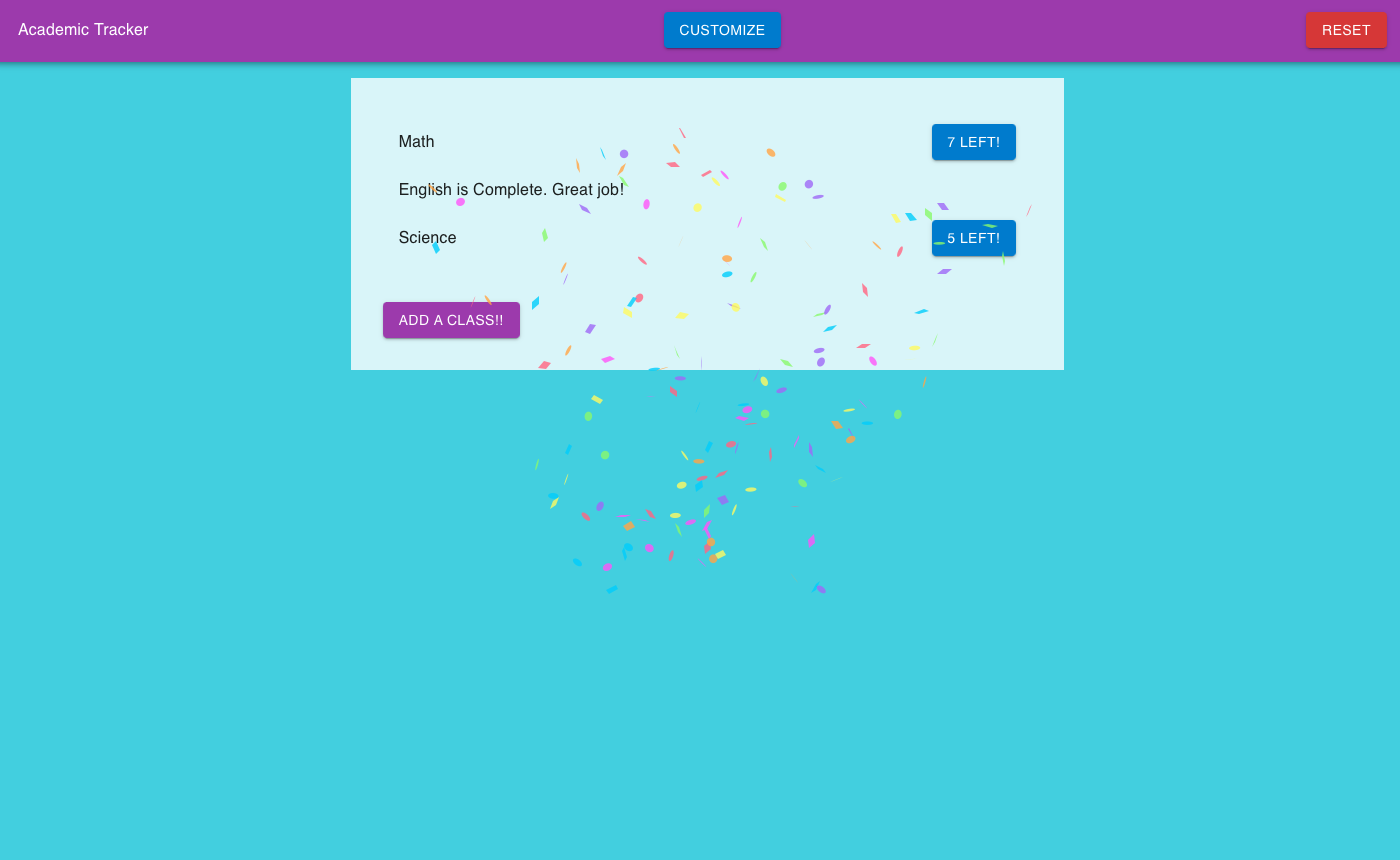 Academic Tracker
CUSTOMIZE
RESET
Math
7 LEFT!
English is Complete. Great job!
Science
5 LEFT!
ADD A CLASS!!